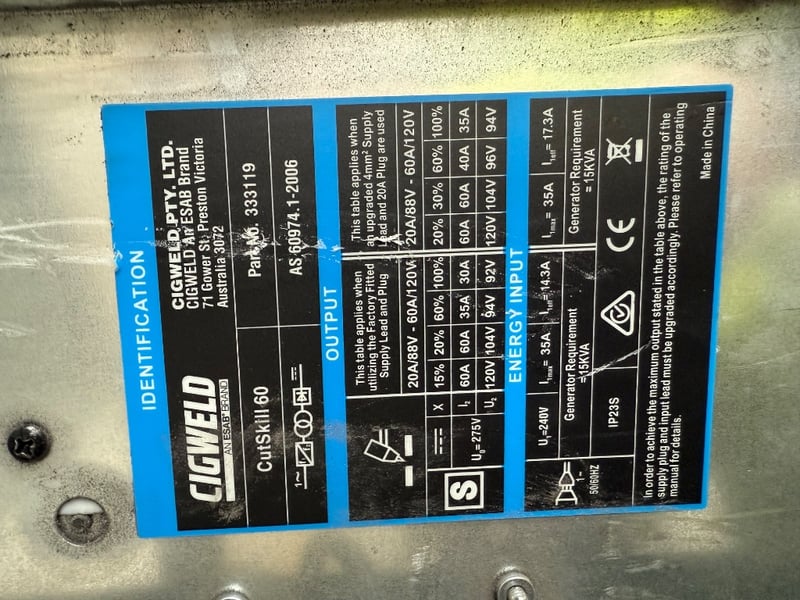 IDENTIFICATION
CIGWELD
AN ESAB BRAND
CIGWELD PTY. LTD.
CIGWELD An ESAB Brand
71 Gower St. Preston Victoria
Australia 3072
CutSkill 60
Part No. 333119
1~
AS 60974.1-2006
OUTPUT
This table applies when
utilizing the Factory Fitted
Supply Lead and Plug
This table applies when
an upgraded 4mm² Supply
Lead and 20A Plug are used
20A/88V - 60A/120V
20A/88V - 60A/120V
X 15% 20% 60% 100% 20% 30% 60% 100%
S
U₀=275V
I₂ 60A 60A 35A 30A 60A 60A 40A 35A
U₂ 120V 104V 94V 92V 120V 104V 96V 94V
ENERGY INPUT
1~
50/60HZ
U₁=240V I₁max= 35A I₁eff= 14.3A I₁max= 35A I₁eff= 17.3A
Generator Requirement
=15KVA
Generator Requirement
=15KVA
IP23S
CE
In order to achieve the maximum output stated in the table above, the rating of the
supply plug and input lead must be upgraded accordingly. Please refer to operating
manual for details.
Made in China